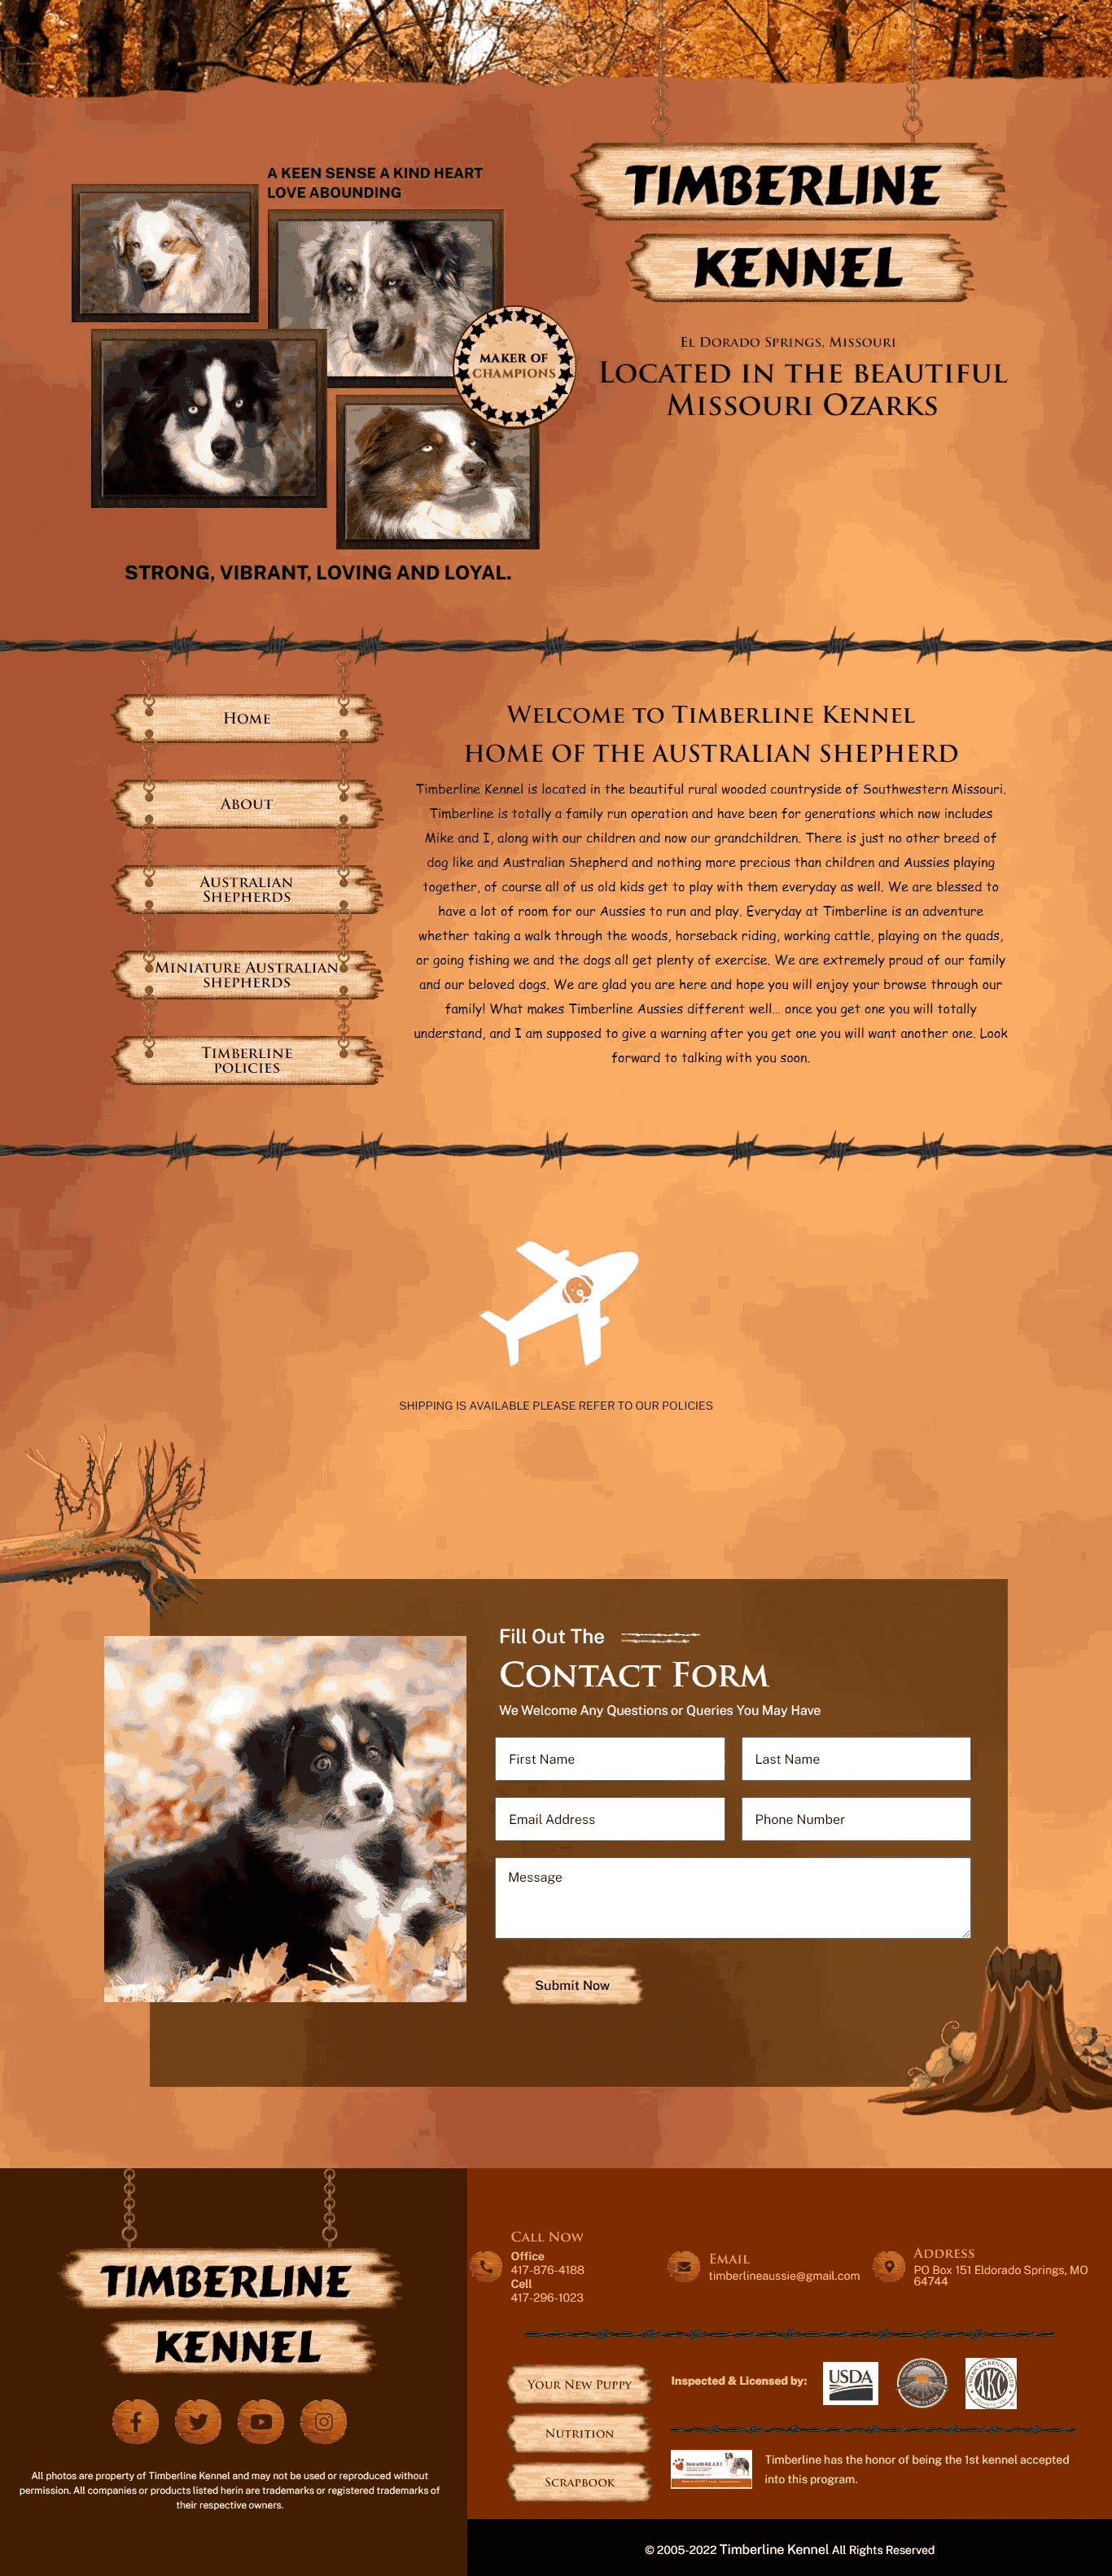 A KEEN SENSE A KIND HEART
LOVE ABOUNDING
MAKER OF
CHAMPIONS
STRONG, VIBRANT, LOVING AND LOYAL.
TIMBERLINE
KENNEL
El Dorado Springs, Missouri
Located in the beautiful
Missouri Ozarks
Home
About
Australian
Shepherds
Miniature Australian
shepherds
Timberline
policies
Welcome to Timberline Kennel
home of the Australian shepherd
Timberline Kennel is located in the beautiful rural wooded countryside of Southwestern Missouri.
Timberline is totally a family run operation and have been for generations which now includes
Mike and I, along with our children and now our grandchildren. There is just no other breed of
dog like and Australian Shepherd and nothing more precious than children and Aussies playing
together, of course all of us old kids get to play with them everyday as well. We are blessed to
have a lot of room for our Aussies to run and play. Everyday at Timberline is an adventure
whether taking a walk through the woods, horseback riding, working cattle, playing on the quads,
or going fishing we and the dogs all get plenty of exercise. We are extremely proud of our family
and our beloved dogs. We are glad you are here and hope you will enjoy your browse through our
family! What makes Timberline Aussies different well... once you get one you will totally
understand, and I am supposed to give a warning after you get one you will want another one. Look
forward to talking with you soon.
SHIPPING IS AVAILABLE PLEASE REFER TO OUR POLICIES
Fill Out The
Contact Form
We Welcome Any Questions or Queries You May Have
First Name
Last Name
Email Address
Phone Number
Message
Submit Now
TIMBERLINE
KENNEL
All photos are property of Timberline Kennel and may not be used or reproduced without
permission. All companies or products listed herin are trademarks or registered trademarks of
their respective owners.
Call Now
Office
417-876-4188
Cell
417-296-1023
Email
timberlineaussie@gmail.com
Address
PO Box 151 Eldorado Springs, MO
64744
Your New Puppy
Nutrition
Scrapbook
Inspected & Licensed by:
USDA
AKC
Timberline has the honor of being the 1st kennel accepted
into this program.
© 2005-2022 Timberline Kennel All Rights Reserved